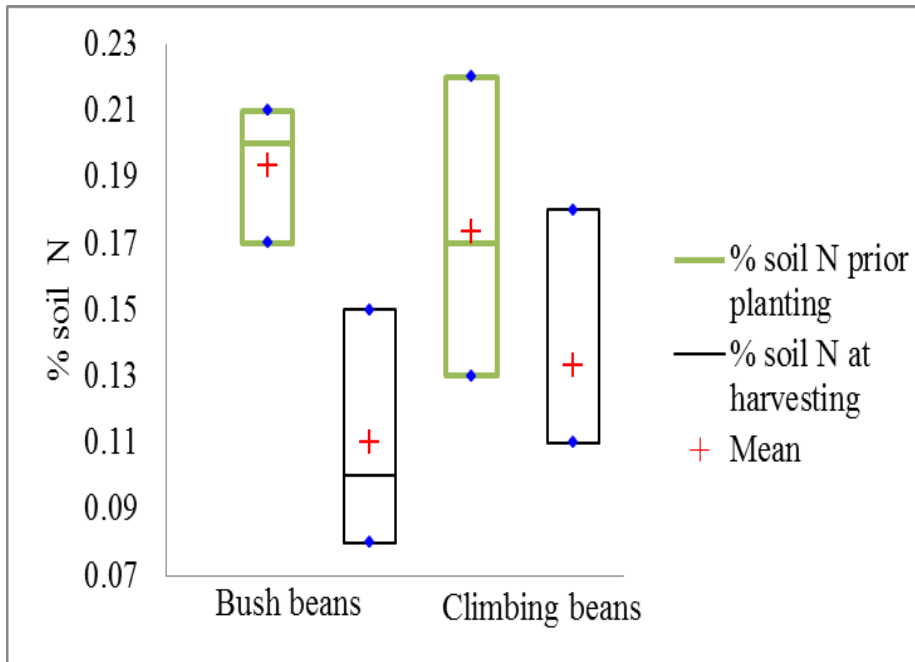 0.23
0.21
0.19
0.17
0.15
0.13
0.11
0.09
0.07
% soil N
Bush beans
Climbing beans
% soil N prior
planting
% soil N at
harvesting
Mean